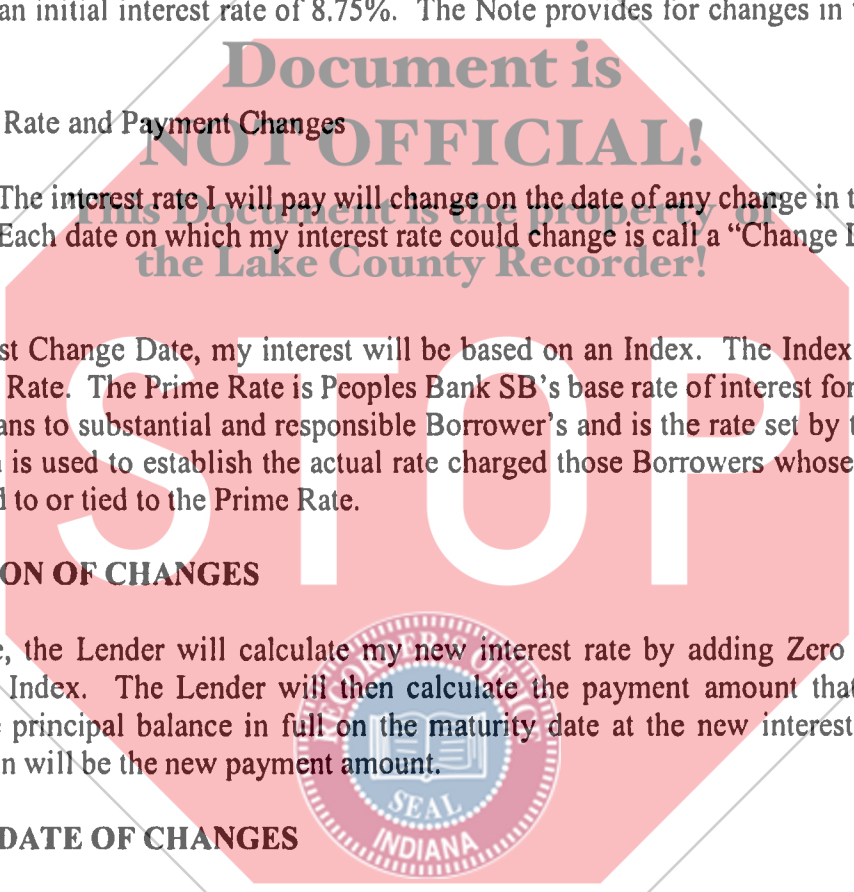 an initial interest rate of 8.75%. The Note provides for changes in
Document is
Rate and Payment Changes
NOT OFFICIAL!
The interest rate I will pay will change on the date of any change in t
This Document is the property of
Each date on which my interest rate could change is call a “Change
the Lake County Recorder!
st Change Date, my interest will be based on an Index. The Index
Rate. The Prime Rate is Peoples Bank SB’s base rate of interest for
ans to substantial and responsible Borrower’s and is the rate set by t
is used to establish the actual rate charged those Borrowers whose
to or tied to the Prime Rate.
STOP
ON OF CHANGES
, the Lender will calculate my new interest rate by adding Zero
Index. The Lender will then calculate the payment amount that
principal balance in full on the maturity date at the new interest
n will be the new payment amount.
RECORDER'S OFFICE
SEAL
INDIANA
DATE OF CHANGES